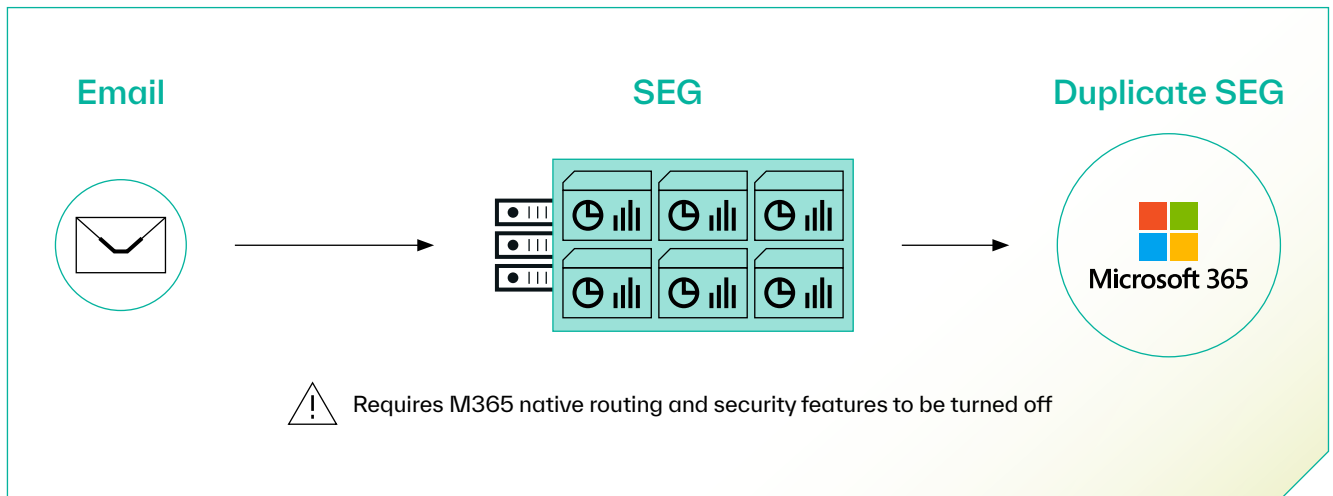 Email
SEG
Duplicate SEG
Microsoft 365
Requires M365 native routing and security features to be turned off